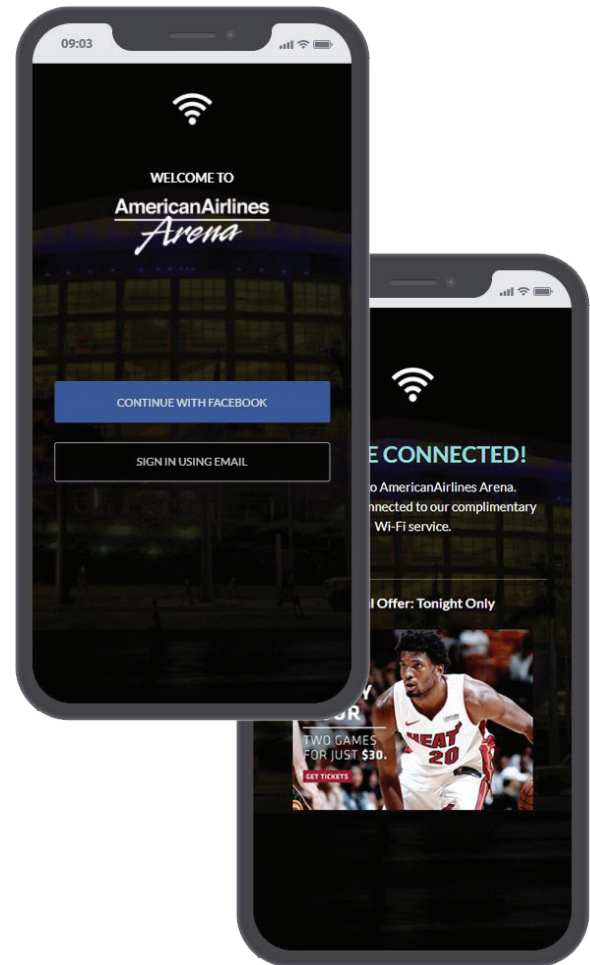 09:03
WELCOME TO
AmericanAirlines
Arena
CONTINUE WITH FACEBOOK
SIGN IN USING EMAIL
E CONNECTED!
o AmericanAirlines Arena.
nnected to our complimentary
Wi-Fi service.
l Offer: Tonight Only
Y
UR
TWO GAMES
FOR JUST $30.
GET TICKETS
HEAT
20